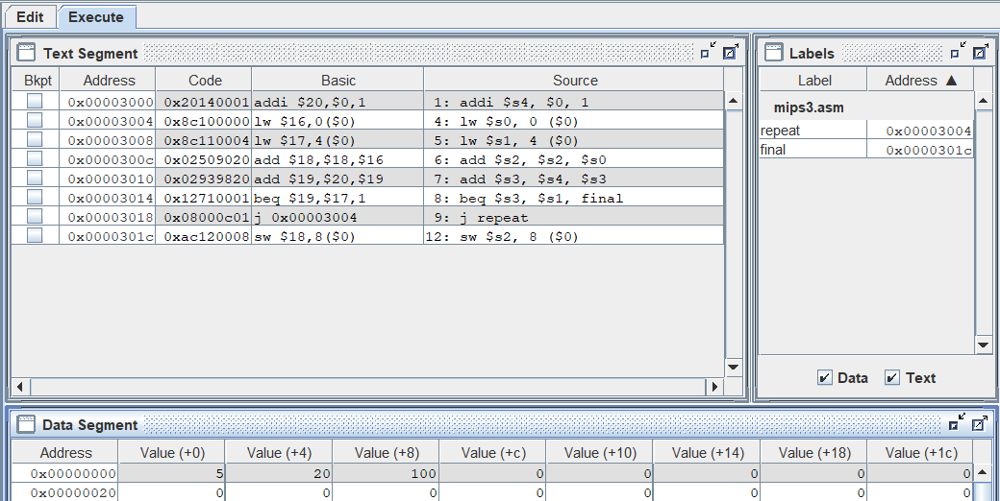 Edit Execute
Text Segment
Bkpt Address Code Basic Source
0x00003000 0x20140001 addi $20,$0,1 1: addi $s4, $0, 1
0x00003004 0x8c100000 lw $16,0($0) 4: lw $s0, 0 ($0)
0x00003008 0x8c110004 lw $17,4($0) 5: lw $s1, 4 ($0)
0x0000300c 0x02509020 add $18,$18,$16 6: add $s2, $s2, $s0
0x00003010 0x02939820 add $19,$20,$19 7: add $s3, $s4, $s3
0x00003014 0x12710001 beq $19,$17,1 8: beq $s3, $s1, final
0x00003018 0x08000c01 j 0x00003004 9: j repeat
0x0000301c 0xac120008 sw $18,8($0) 12: sw $s2, 8 ($0)
Labels
Label Address ▲
mips3.asm
repeat 0x00003004
final 0x0000301c
Data Text
Data Segment
Address Value (+0) Value (+4) Value (+8) Value (+c) Value (+10) Value (+14) Value (+18) Value (+1c)
0x00000000 5 20 100 0 0 0 0 0
0x00000020 0 0 0 0 0 0 0 0